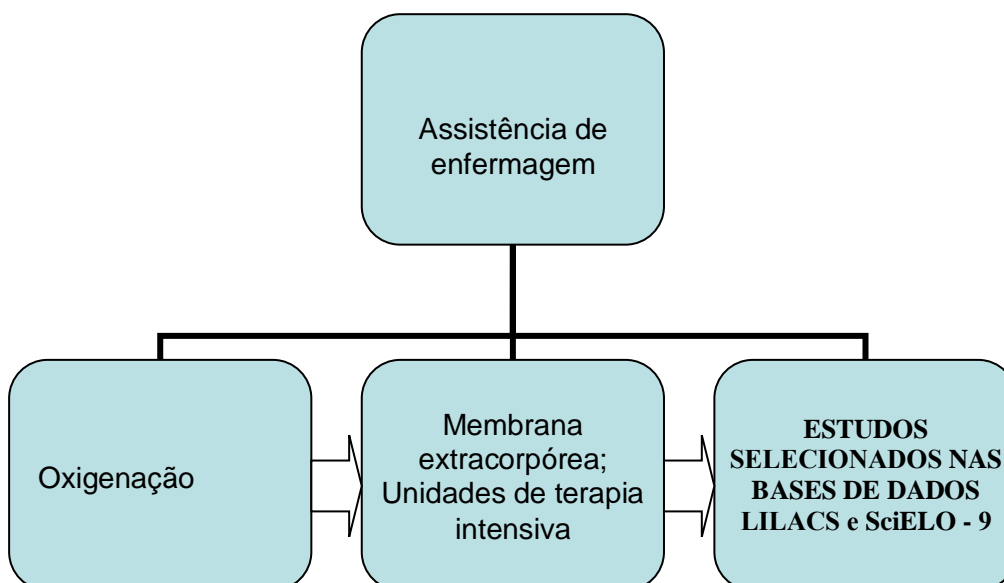 Assistência de
enfermagem
Oxigenação
Membrana
extracorpórea;
Unidades de terapia
intensiva
ESTUDOS
SELECIONADOS NAS
BASES DE DADOS
LILACS e SciELO - 9